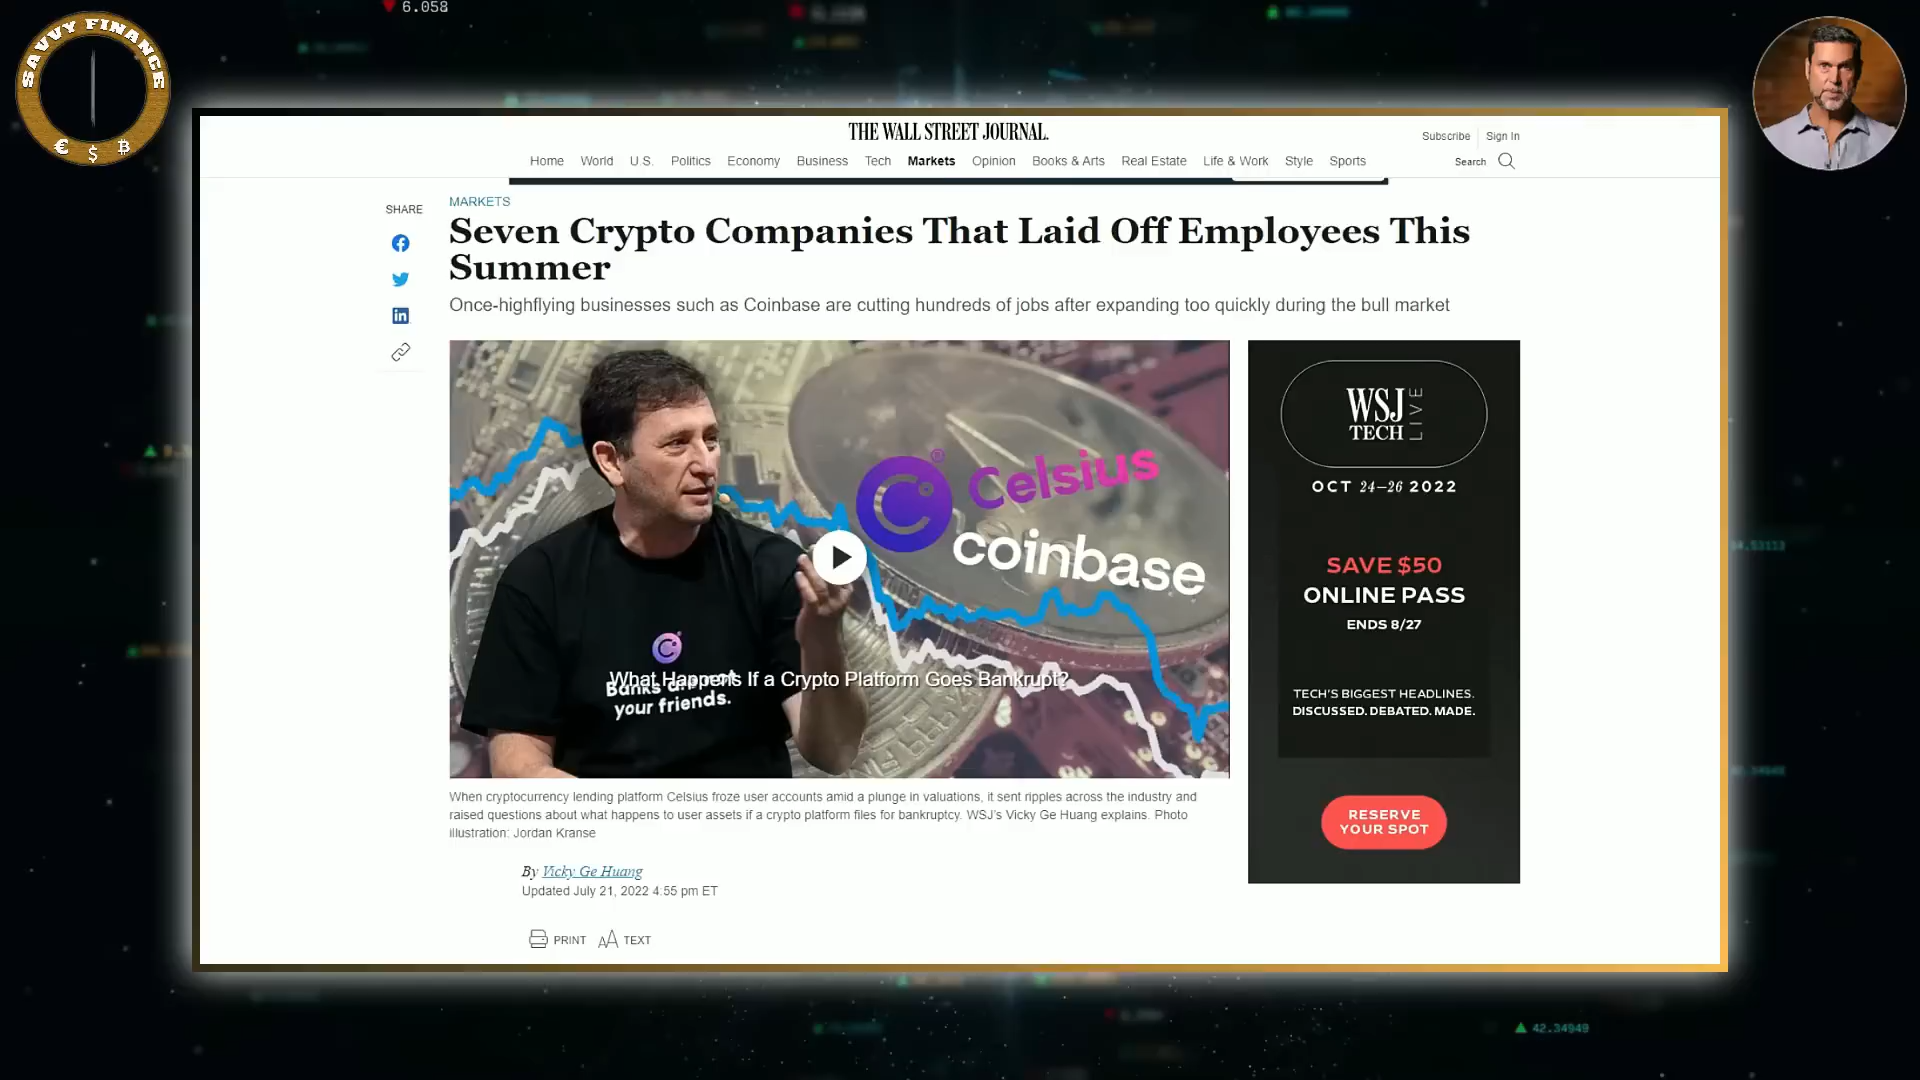 6.058
SAVVY FINANCE
€ $ B
THE WALL STREET JOURNAL.
Subscribe Sign In
Home World U.S. Politics Economy Business Tech Markets Opinion Books & Arts Real Estate Life & Work Style Sports
Search
SHARE
MARKETS
Seven Crypto Companies That Laid Off Employees This
Summer
Once-highflying businesses such as Coinbase are cutting hundreds of jobs after expanding too quickly during the bull market
Celsius
coinbase
What Happens If a Crypto Platform Goes Bankrupt?
Banks are not
your friends.
WSJ
TECH
LIVE
OCT 24–26 2022
SAVE $50
ONLINE PASS
ENDS 8/27
TECH'S BIGGEST HEADLINES.
DISCUSSED. DEBATED. MADE.
RESERVE
YOUR SPOT
When cryptocurrency lending platform Celsius froze user accounts amid a plunge in valuations, it sent ripples across the industry and
raised questions about what happens to user assets if a crypto platform files for bankruptcy. WSJ's Vicky Ge Huang explains. Photo
illustration: Jordan Kranse
By Vicky Ge Huang
Updated July 21, 2022 4:55 pm ET
PRINT AA TEXT
42.34949